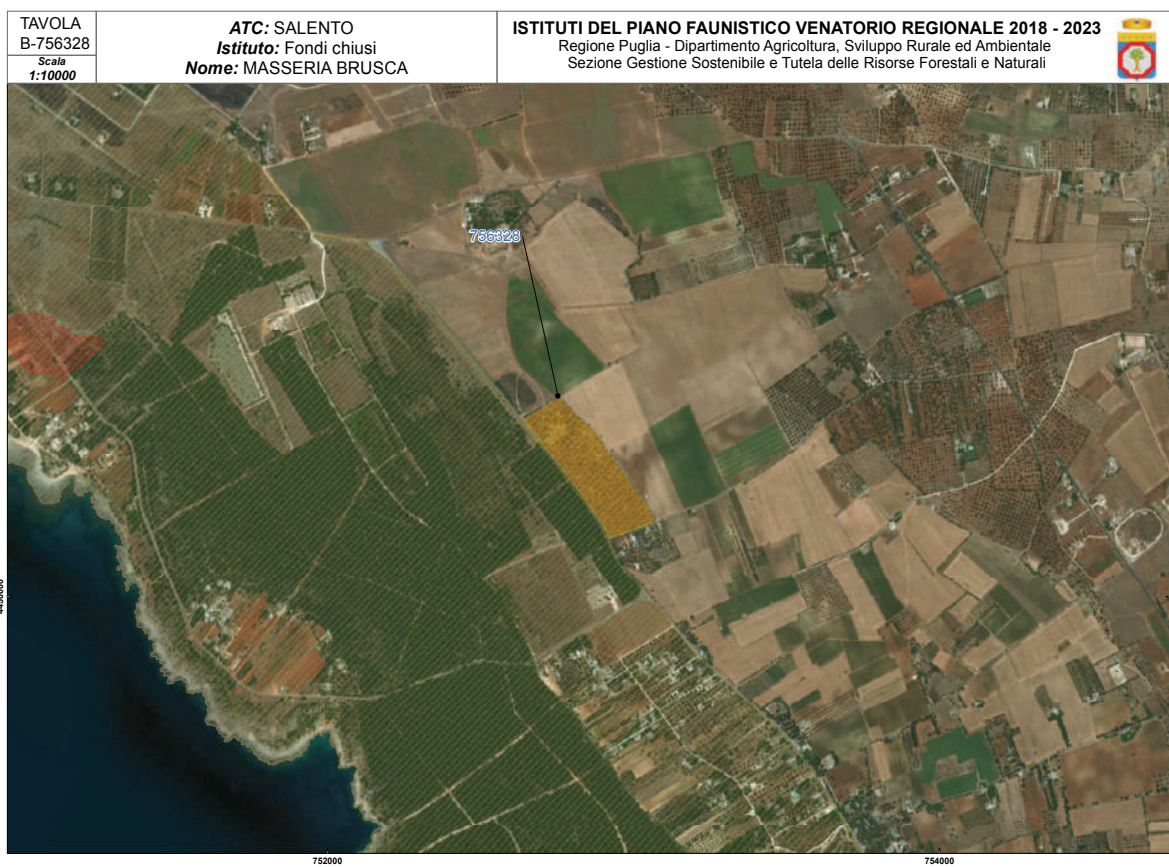 TAVOLA
B-756328
Scala
1:10000
ATC: SALENTO
Istituto: Fondi chiusi
Nome: MASSERIA BRUSCA
ISTITUTI DEL PIANO FAUNISTICO VENATORIO REGIONALE 2018 - 2023
Regione Puglia - Dipartimento Agricoltura, Sviluppo Rurale ed Ambientale
Sezione Gestione Sostenibile e Tutela delle Risorse Forestali e Naturali
756328
752000
754000